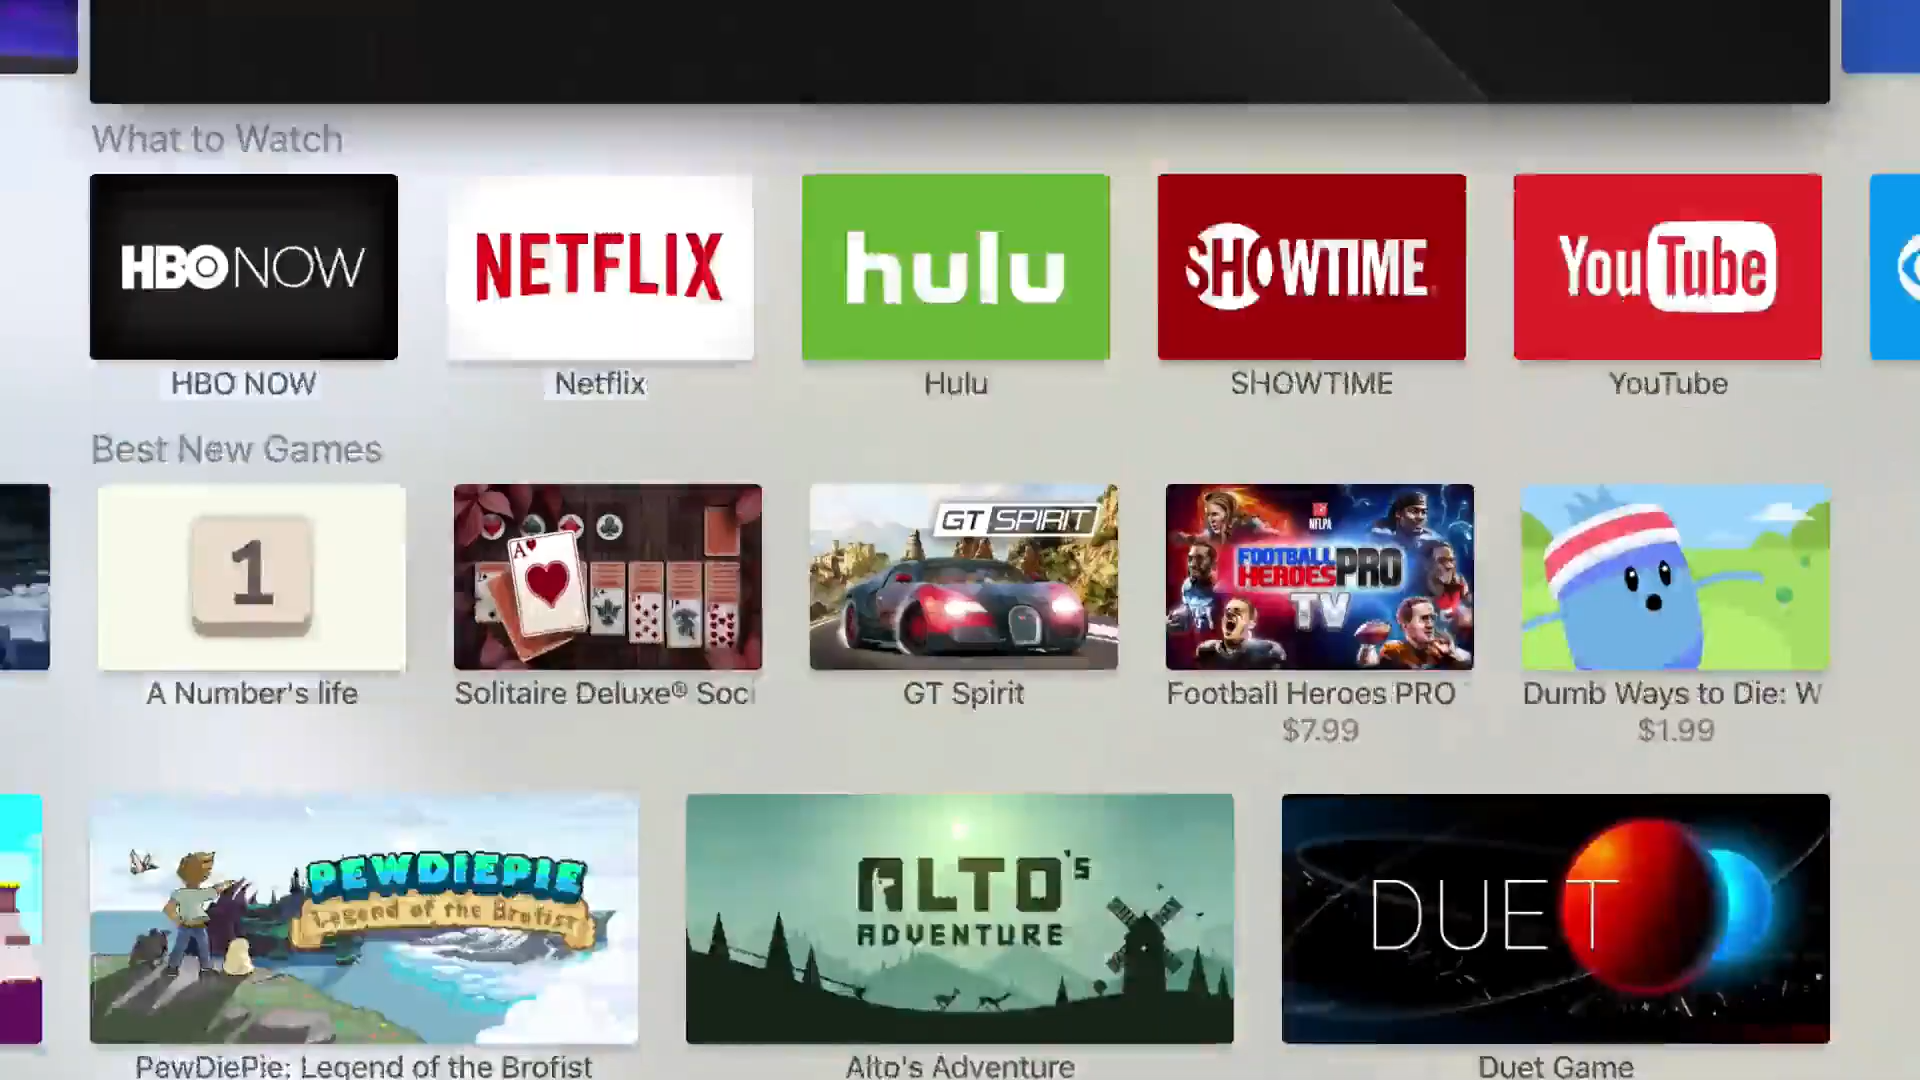 What to Watch
HBO NOW
NETFLIX
hulu
SHOWTIME
YouTube
HBO NOW
Netflix
Hulu
SHOWTIME
YouTube
Best New Games
1
A
GT SPIRIT
NFLPA
FOOTBALL
HEROES PRO
TV
A Number's life
Solitaire Deluxe® Soci
GT Spirit
Football Heroes PRO
Dumb Ways to Die: W
$7.99
$1.99
PEWDIEPIE
Legend of the Brofist
ALTO'S
ADVENTURE
DUET
PewDiePie: Legend of the Brofist
Alto's Adventure
Duet Game